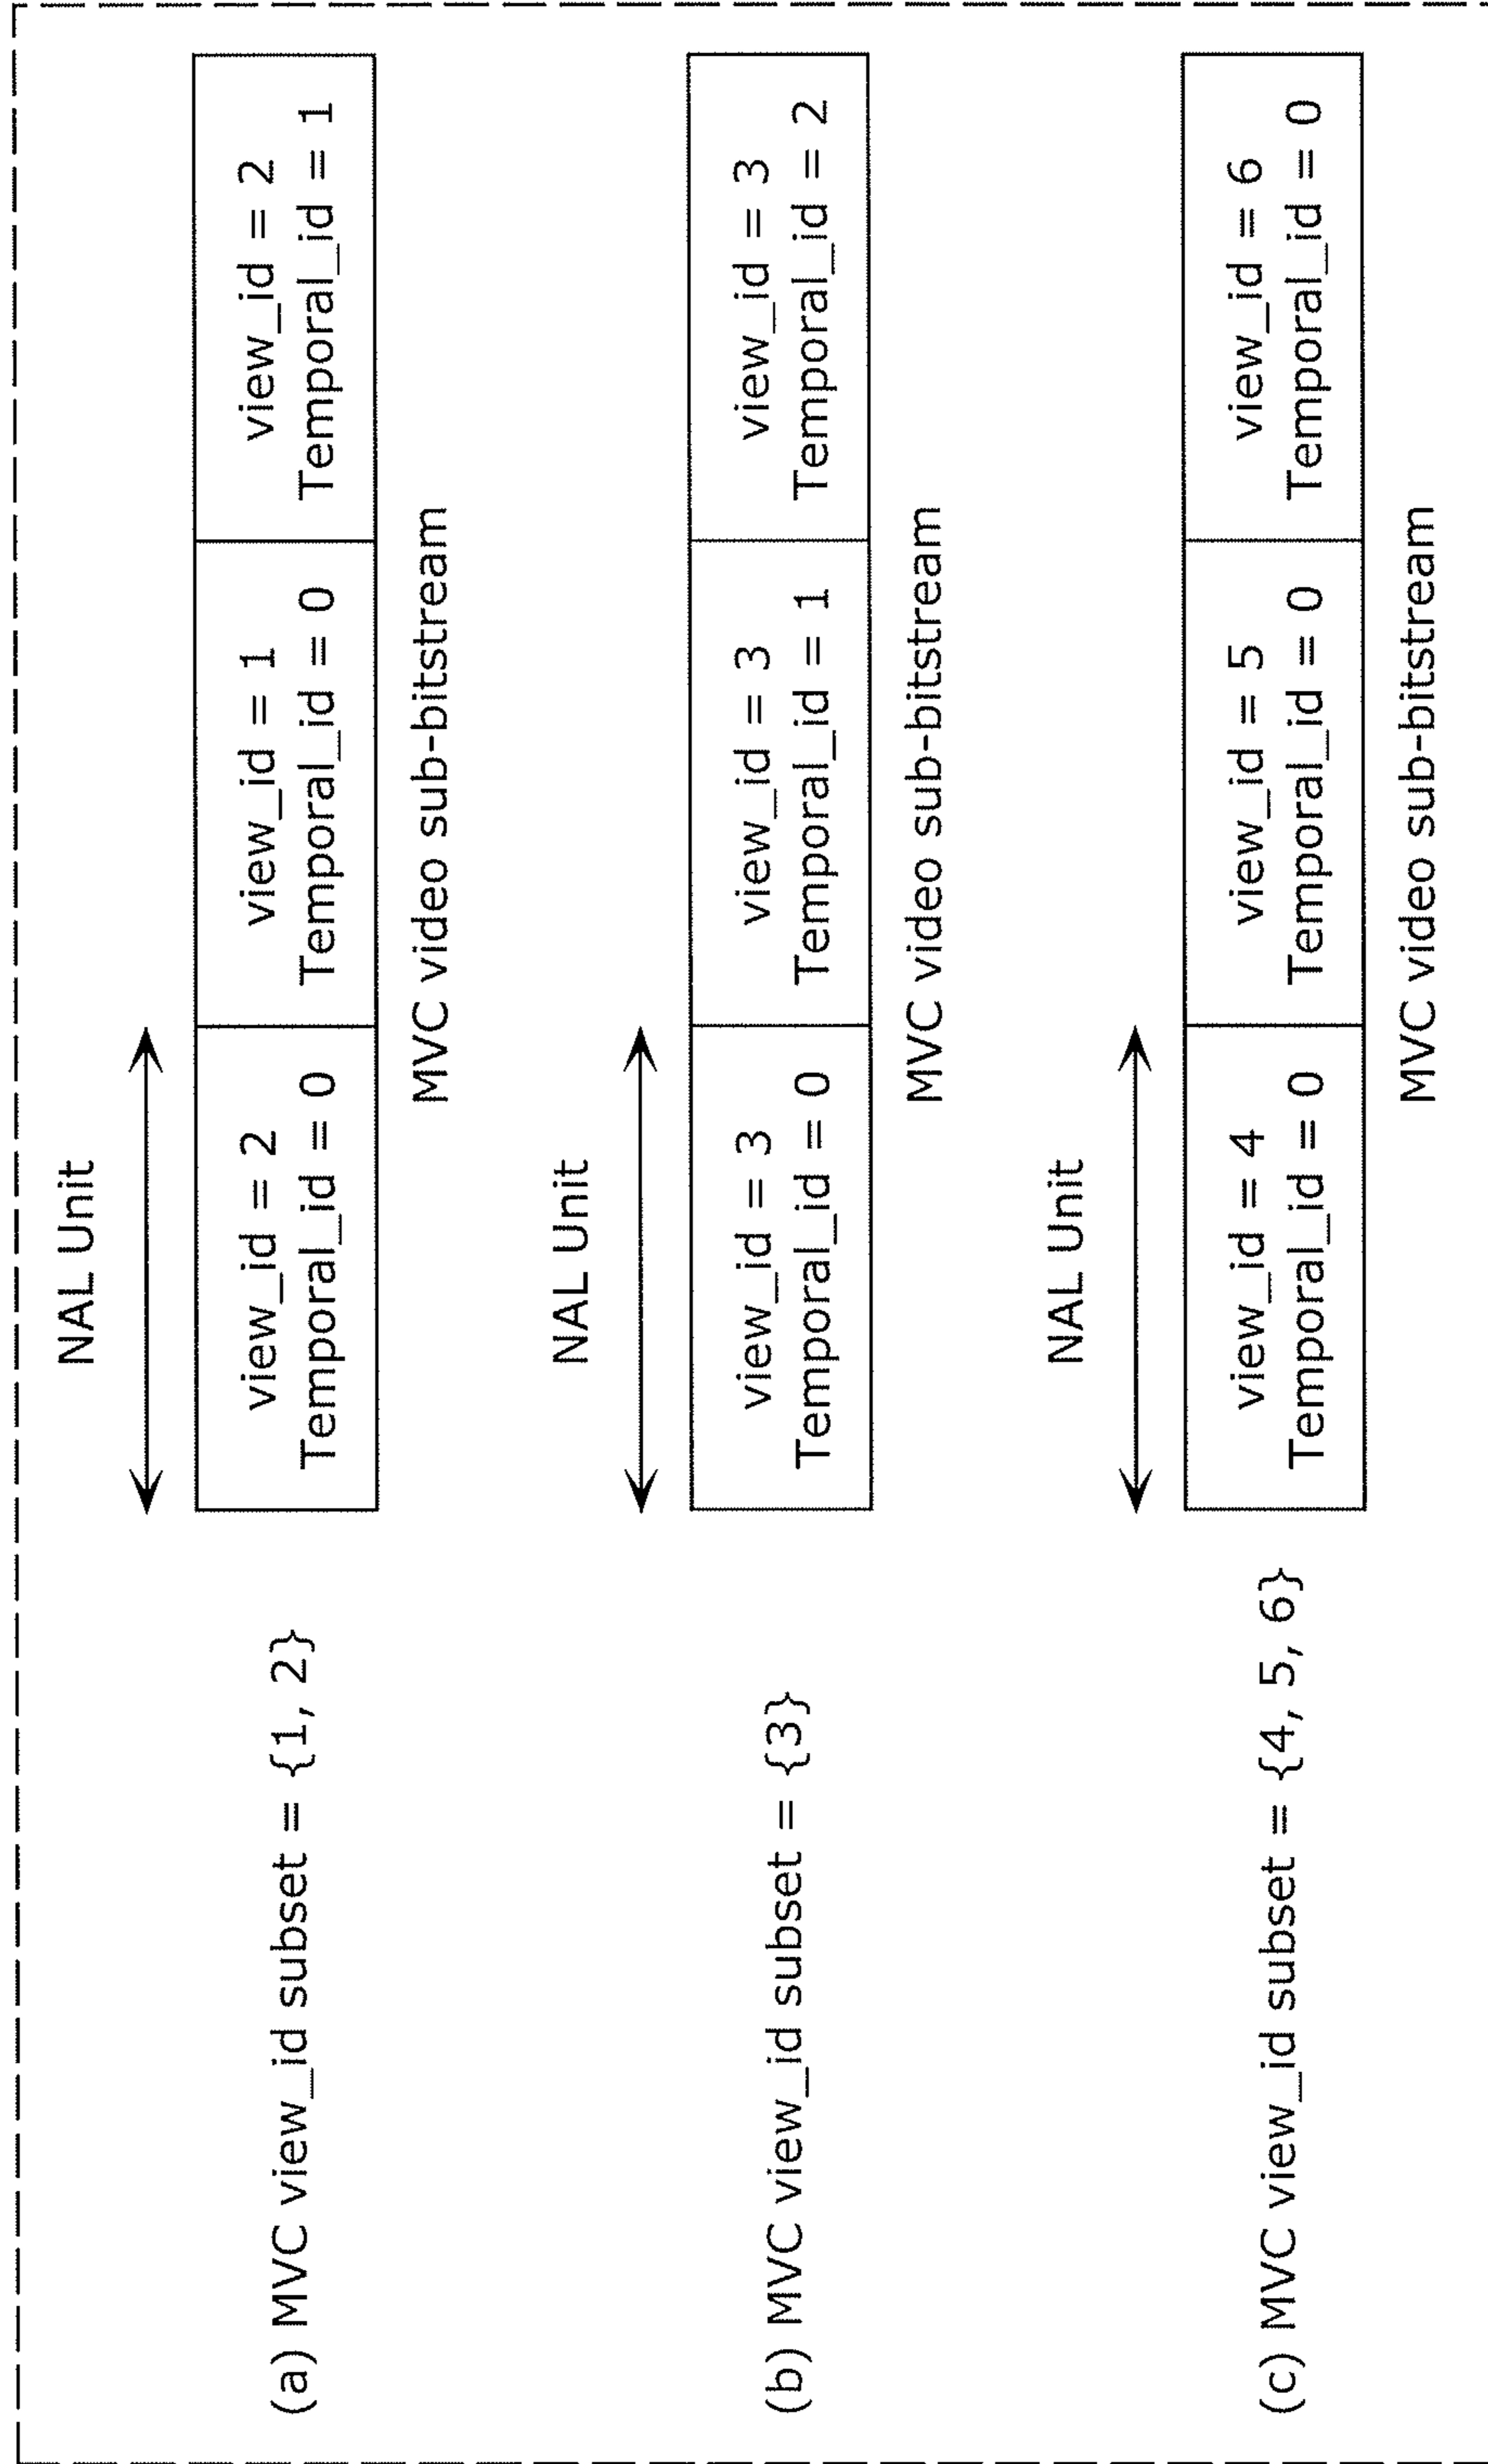 NAL Unit
(a) MVC view_id subset = {1, 2}
view_id = 2
Temporal_id = 0
view_id = 1
Temporal_id = 0
view_id = 2
Temporal_id = 1
MVC video sub-bitstream
NAL Unit
(b) MVC view_id subset = {3}
view_id = 3
Temporal_id = 0
view_id = 3
Temporal_id = 1
view_id = 3
Temporal_id = 2
MVC video sub-bitstream
NAL Unit
(c) MVC view_id subset = {4, 5, 6}
view_id = 4
Temporal_id = 0
view_id = 5
Temporal_id = 0
view_id = 6
Temporal_id = 0
MVC video sub-bitstream